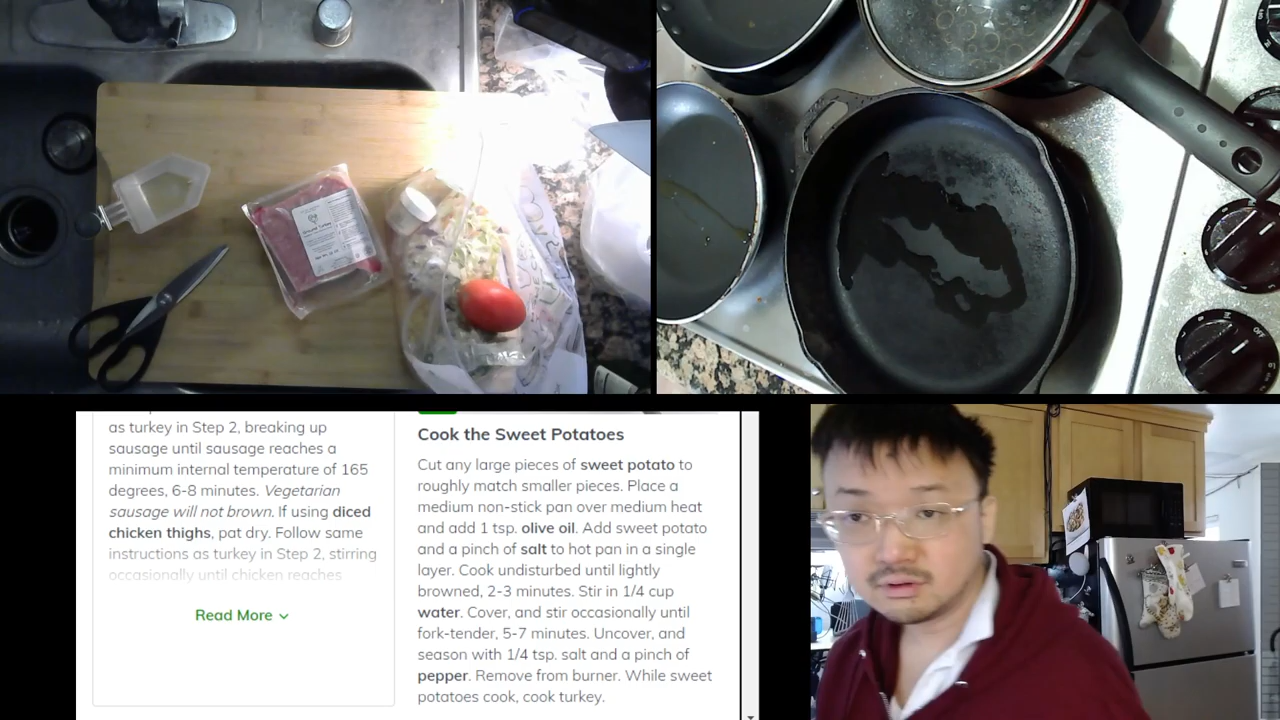 as turkey in Step 2, breaking up
sausage until sausage reaches a
minimum internal temperature of 165
degrees, 6-8 minutes. Vegetarian
sausage will not brown. If using diced
chicken thighs, pat dry. Follow same
instructions as turkey in Step 2, stirring
occasionally until chicken reaches
Read More
Cook the Sweet Potatoes
Cut any large pieces of sweet potato to
roughly match smaller pieces. Place a
medium non-stick pan over medium heat
and add 1 tsp. olive oil. Add sweet potato
and a pinch of salt to hot pan in a single
layer. Cook undisturbed until lightly
browned, 2-3 minutes. Stir in 1/4 cup
water. Cover, and stir occasionally until
fork-tender, 5-7 minutes. Uncover, and
season with 1/4 tsp. salt and a pinch of
pepper. Remove from burner. While sweet
potatoes cook, cook turkey.